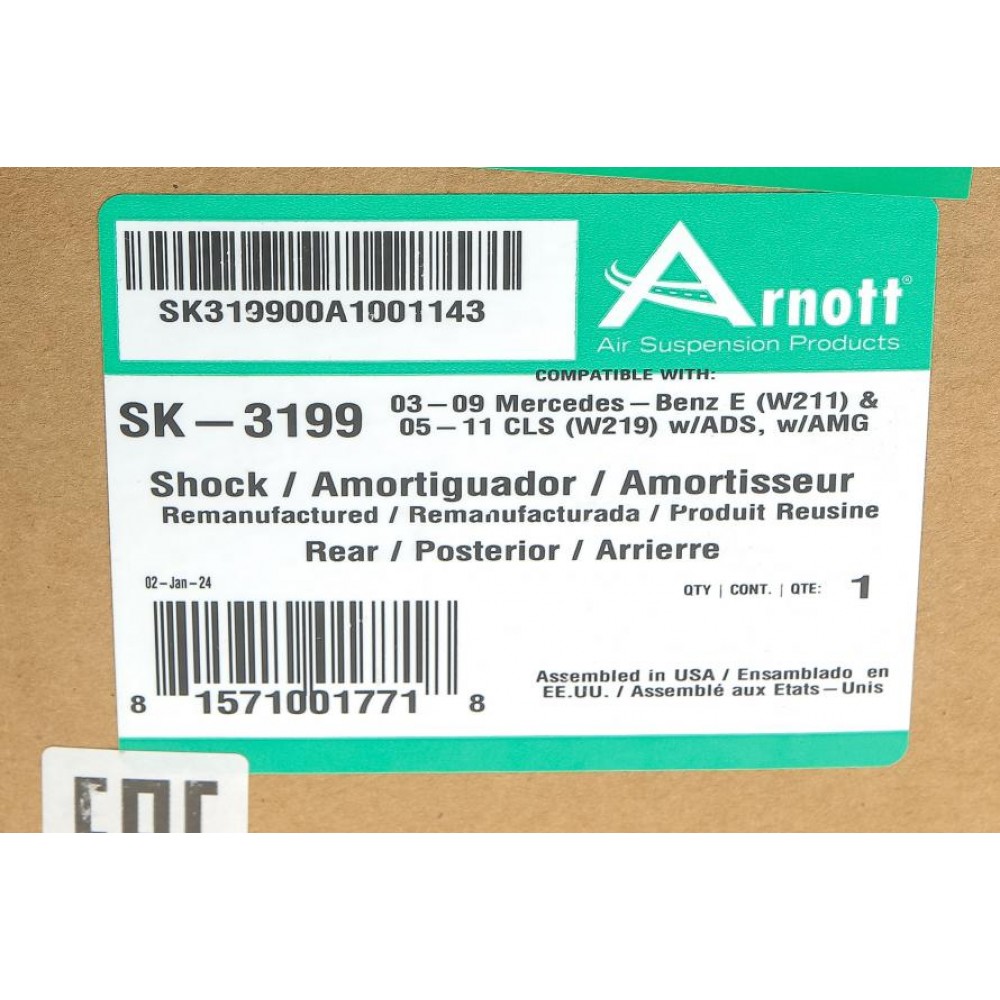 SK319900A1001143
Arnott®
Air Suspension Products
COMPATIBLE WITH:
SK-3199
03-09 Mercedes-Benz E (W211) &
05-11 CLS (W219) w/ADS, w/AMG
Shock / Amortiguador / Amortisseur
Remanufactured / Remanufacturada / Produit Reusine
Rear / Posterior / Arrierre
02-Jan-24
QTY | CONT. | QTE: 1
8 1571001771 8
Assembled in USA / Ensamblado en
EE.UU. / Assemblé aux Etats-Unis
EAC